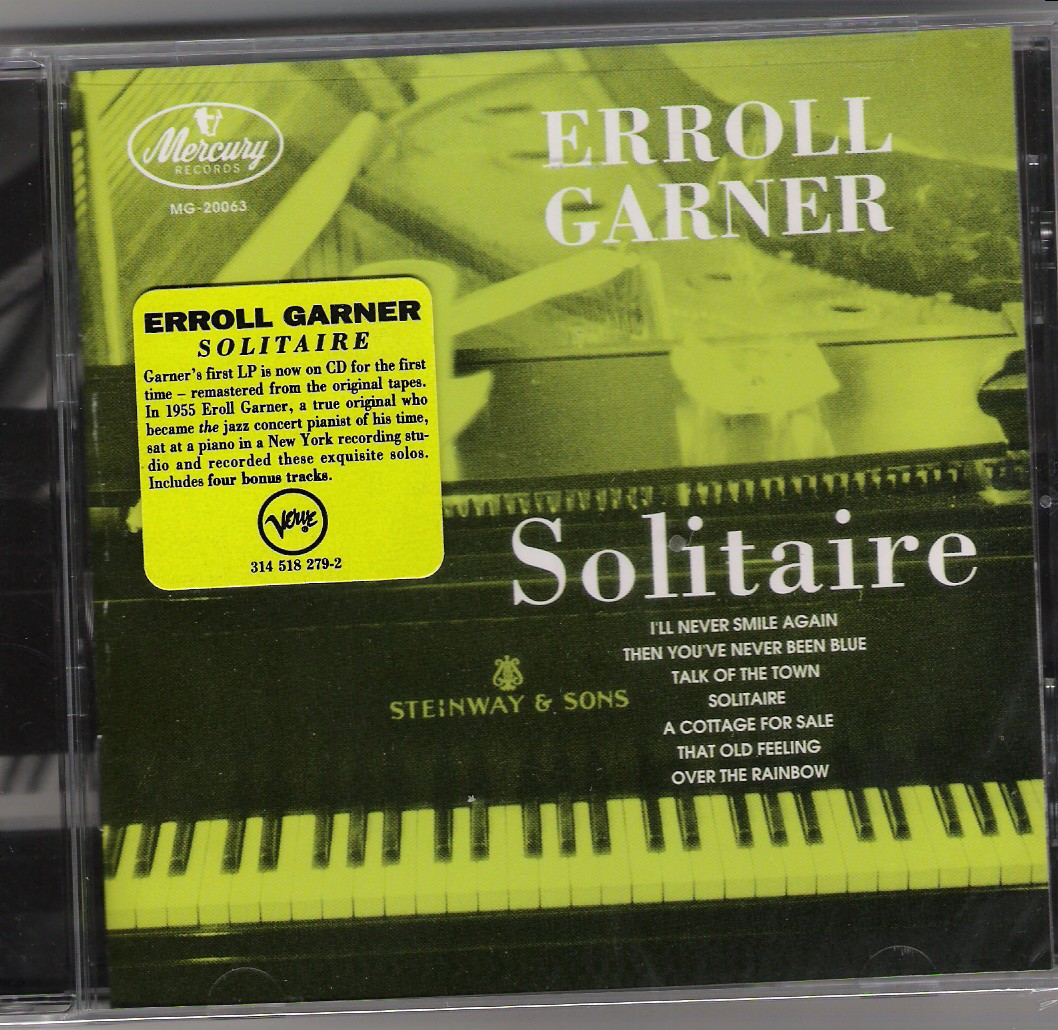 Mercury
RECORDS
MG-20063
ERROLL
GARNER
ERROLL GARNER
SOLITAIRE
Garner's first LP is now on CD for the first
time – remastered from the original tapes.
In 1955 Eroll Garner, a true original who
became the jazz concert pianist of his time,
sat at a piano in a New York recording stu-
dio and recorded these exquisite solos.
Includes four bonus tracks.
Verve
314 518 279-2
Solitaire
I'LL NEVER SMILE AGAIN
THEN YOU'VE NEVER BEEN BLUE
TALK OF THE TOWN
SOLITAIRE
A COTTAGE FOR SALE
THAT OLD FEELING
OVER THE RAINBOW
STEINWAY & SONS